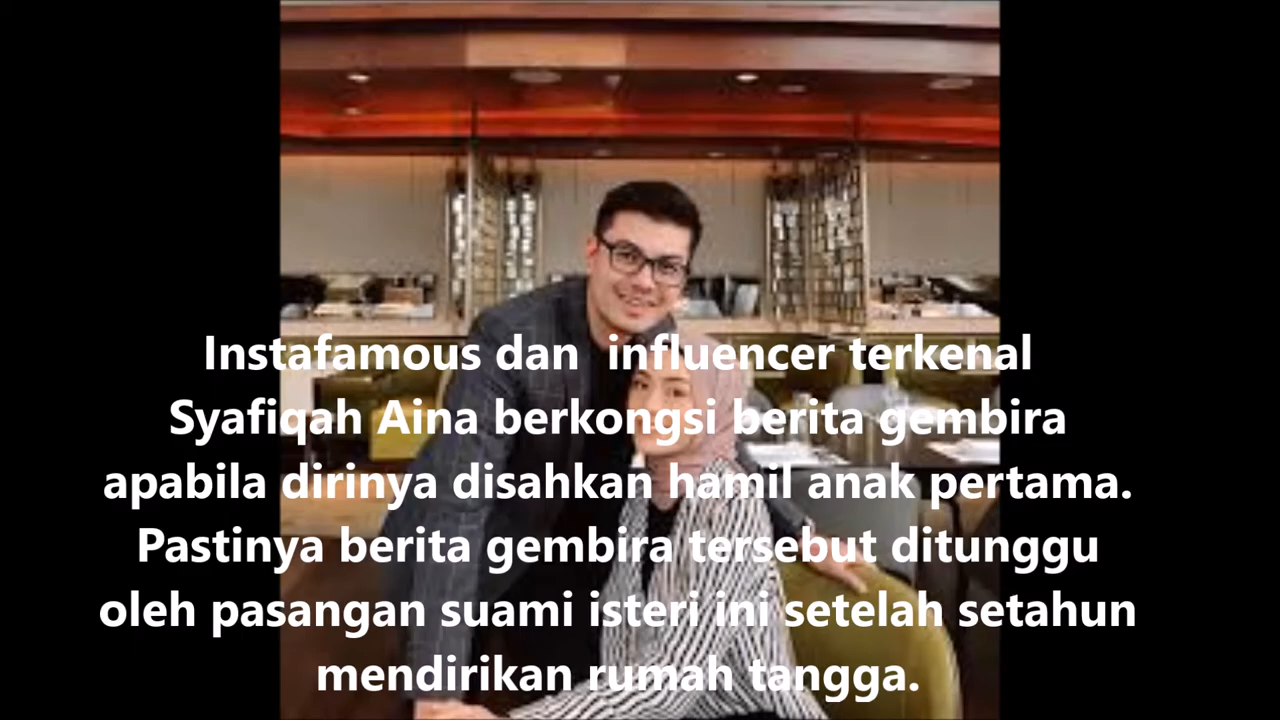 Instafamous dan  influencer terkenal
Syafiqah Aina berkongsi berita gembira
apabila dirinya disahkan hamil anak pertama.
Pastinya berita gembira tersebut ditunggu
oleh pasangan suami isteri ini setelah setahun
mendirikan rumah tangga.